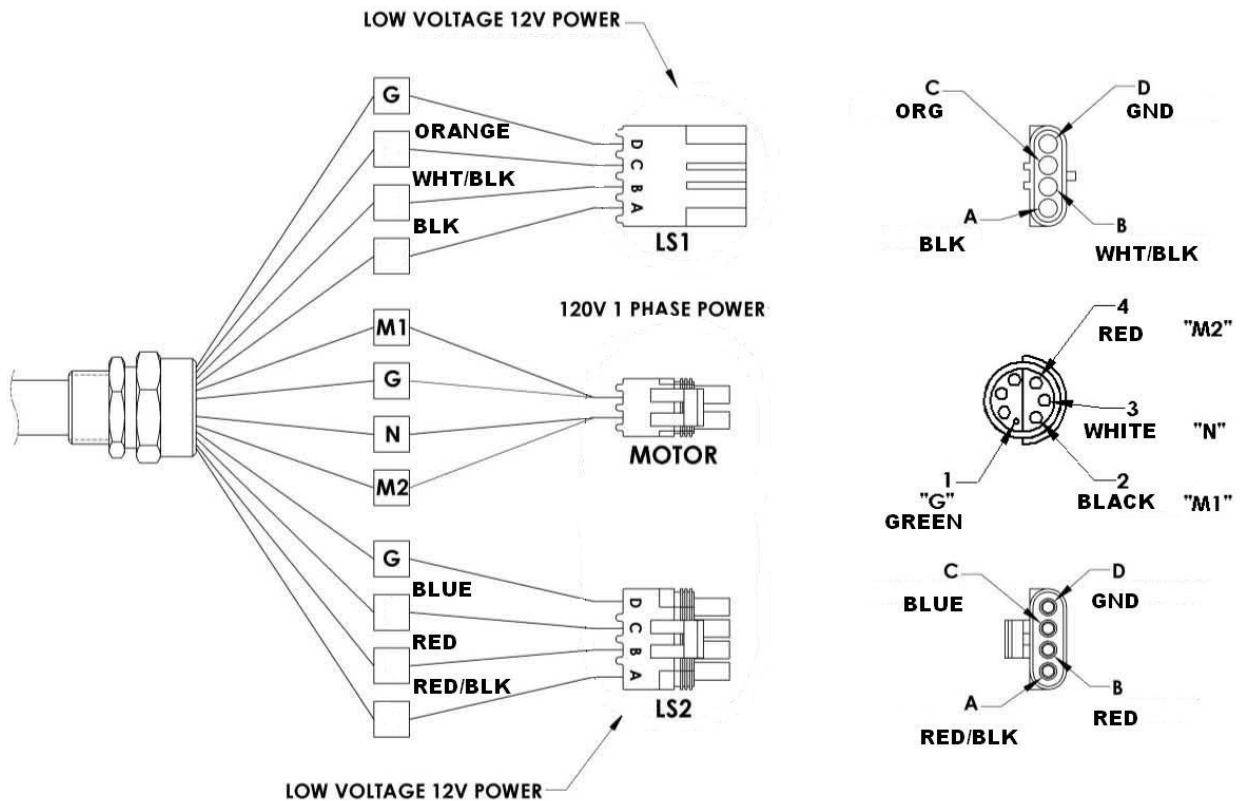 LOW VOLTAGE 12V POWER
G
ORANGE
WHT/BLK
BLK
D
C
B
A
LS1
C
ORG
D
GND
A
BLK
B
WHT/BLK
M1
G
N
M2
120V 1 PHASE POWER
MOTOR
4
RED "M2"
3
WHITE "N"
1
"G"
GREEN
2
BLACK "M1"
G
BLUE
RED
RED/BLK
D
C
B
A
LS2
C
BLUE
D
GND
A
RED/BLK
B
RED
LOW VOLTAGE 12V POWER